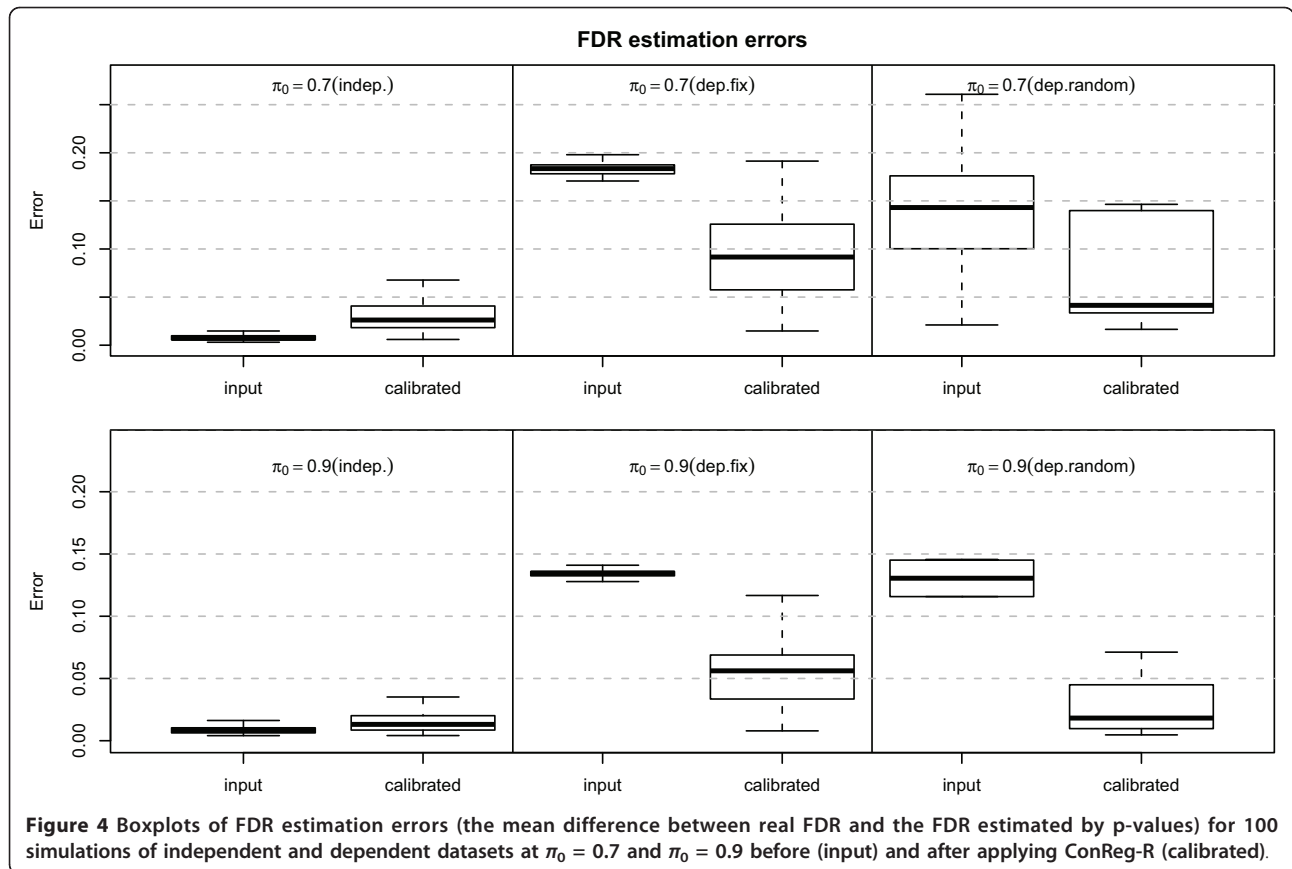 FDR estimation errors
π0 = 0.7(indep.)
π0 = 0.7(dep.fix)
π0 = 0.7(dep.random)
Error
0.20
0.10
0.00
input
calibrated
input
calibrated
input
calibrated
π0 = 0.9(indep.)
π0 = 0.9(dep.fix)
π0 = 0.9(dep.random)
Error
0.20
0.15
0.10
0.05
0.00
input
calibrated
input
calibrated
input
calibrated
Figure 4 Boxplots of FDR estimation errors (the mean difference between real FDR and the FDR estimated by p-values) for 100
simulations of independent and dependent datasets at π0 = 0.7 and π0 = 0.9 before (input) and after applying ConReg-R (calibrated).